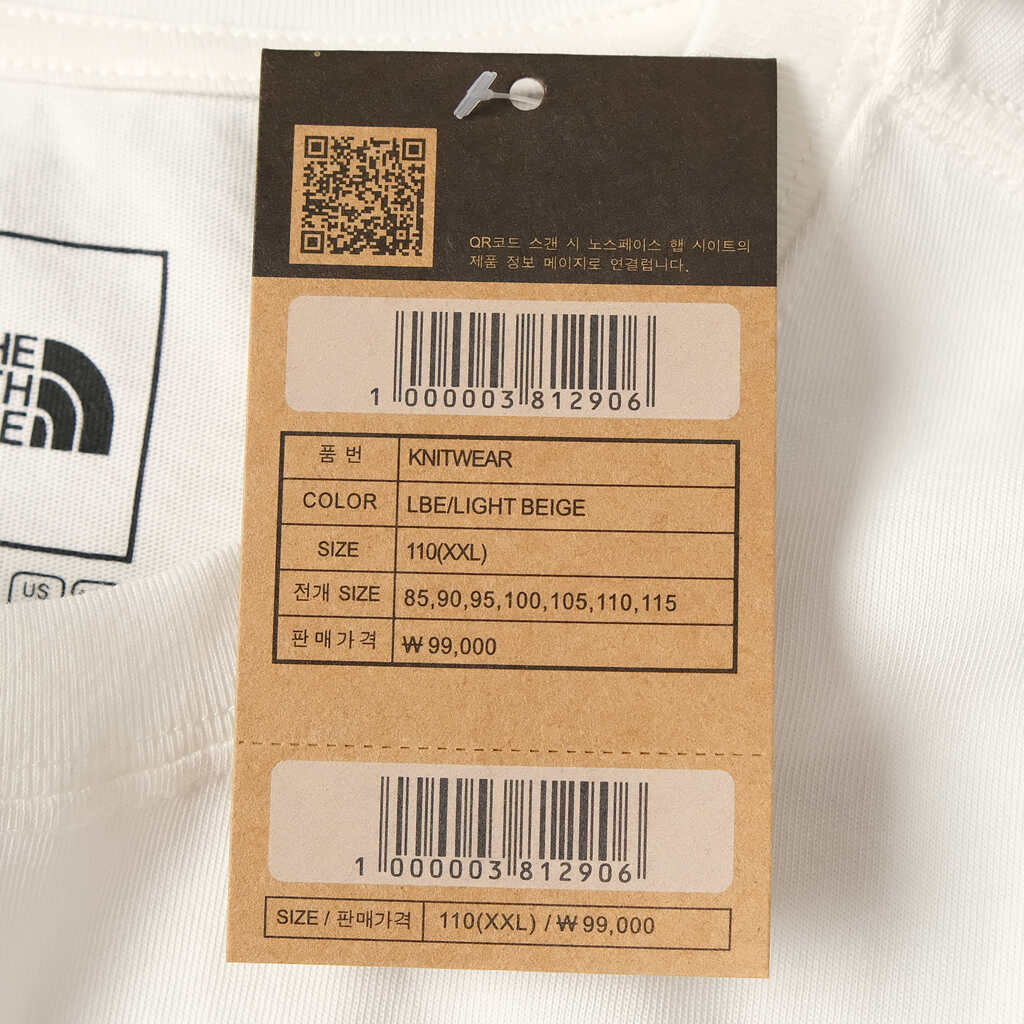 QR코드 스캔 시 노스페이스 햅 사이트의
제품 정보 메이지로 연결럽니다.
1 000003 812906
품 번 KNITWEAR
COLOR LBE/LIGHT BEIGE
SIZE 110(XXL)
전개 SIZE 85,90,95,100,105,110,115
판매가격 ₩ 99,000
1 000003 812906
SIZE / 판매가격 110(XXL) / ₩ 99,000
HE
TH
E
US